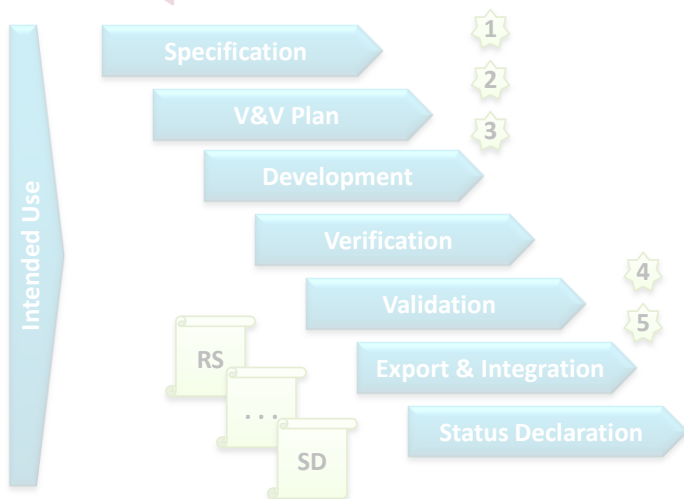 Intended Use
Specification
1
V&V Plan
2
3
Development
Verification
Validation
4
5
Export & Integration
Status Declaration
RS
...
SD